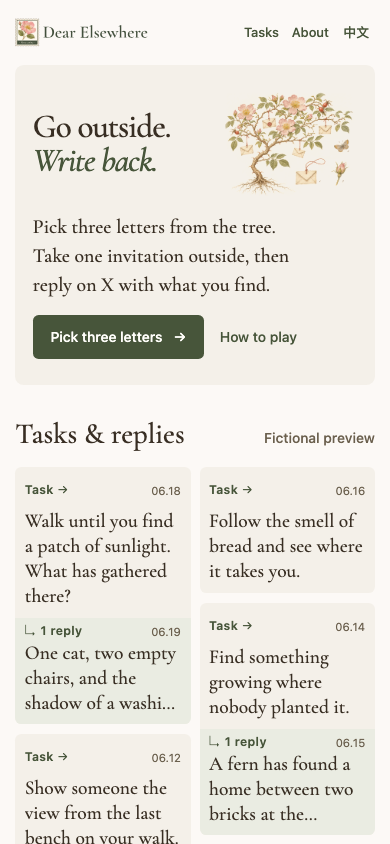 Dear Elsewhere
Tasks About 中文
Go outside.
Write back.
Pick three letters from the tree.
Take one invitation outside, then
reply on X with what you find.
Pick three letters →
How to play
Tasks & replies
Fictional preview
Task → 06.18
Walk until you find
a patch of sunlight.
What has gathered
there?
1 reply 06.19
One cat, two empty
chairs, and the
shadow of a washi...
Task → 06.12
Show someone the
view from the last
bench on your walk.
Task → 06.16
Follow the smell of
bread and see where
it takes you.
Task → 06.14
Find something
growing where
nobody planted it.
1 reply 06.15
A fern has found a
home between two
bricks at the...